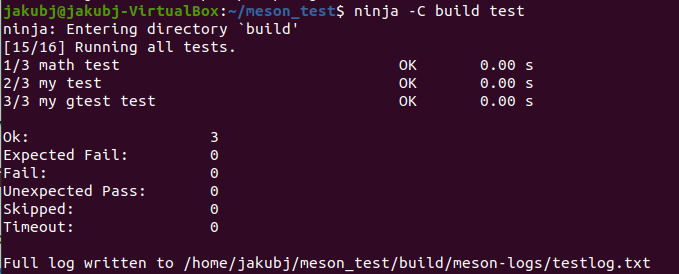 jakubj@jakubj-VirtualBox:~/meson_test$ ninja -C build test
ninja: Entering directory `build'
[15/16] Running all tests.
1/3 math test                                   OK       0.00 s
2/3 my test                                     OK       0.00 s
3/3 my gtest test                               OK       0.00 s

Ok:                    3
Expected Fail:         0
Fail:                  0
Unexpected Pass:       0
Skipped:               0
Timeout:               0

Full log written to /home/jakubj/meson_test/build/meson-logs/testlog.txt